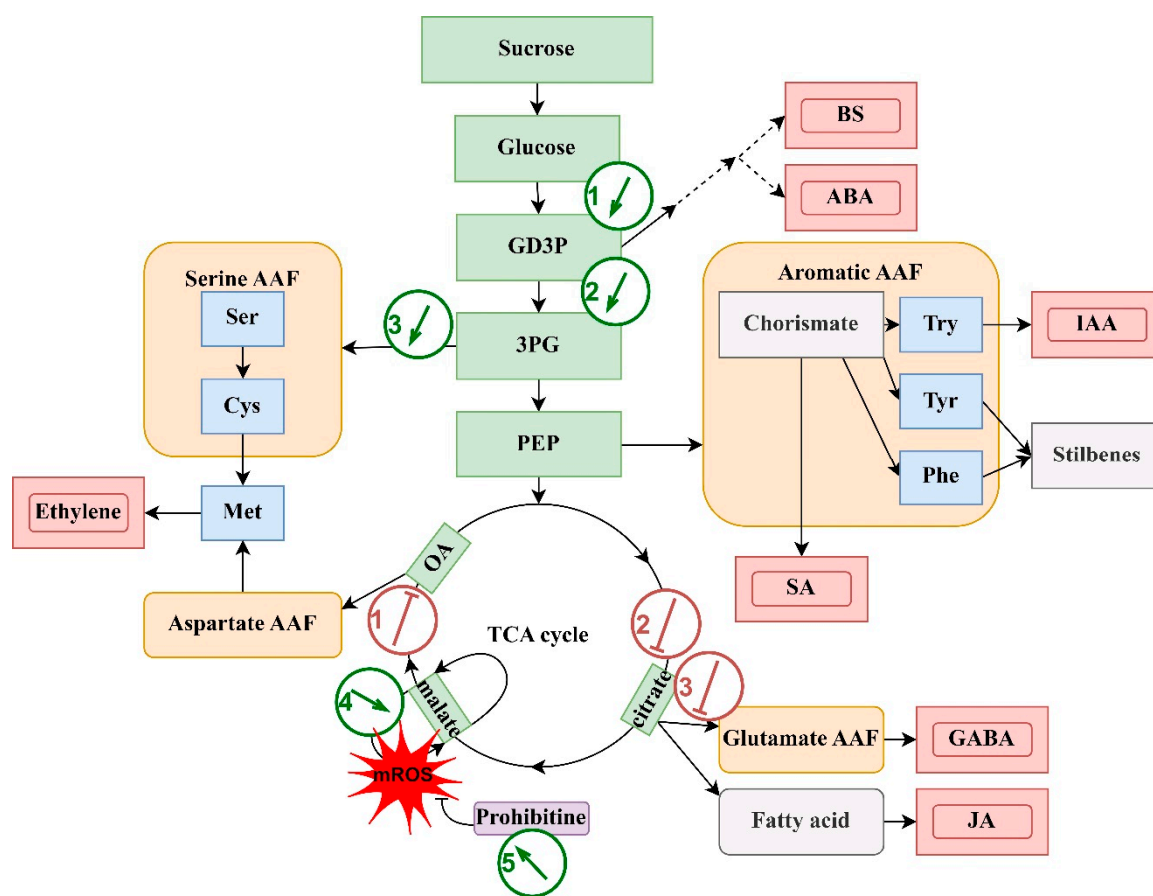 Sucrose
Glucose
BS
ABA
1
GD3P
2
Serine AAF
Ser
Cys
3
3PG
Aromatic AAF
Chorismate
Try
Tyr
Phe
IAA
Stilbenes
PEP
Ethylene
Met
SA
OA
Aspartate AAF
1
TCA cycle
2
3
4
malate
citrate
mROS
Glutamate AAF
GABA
Prohibitine
5
Fatty acid
JA